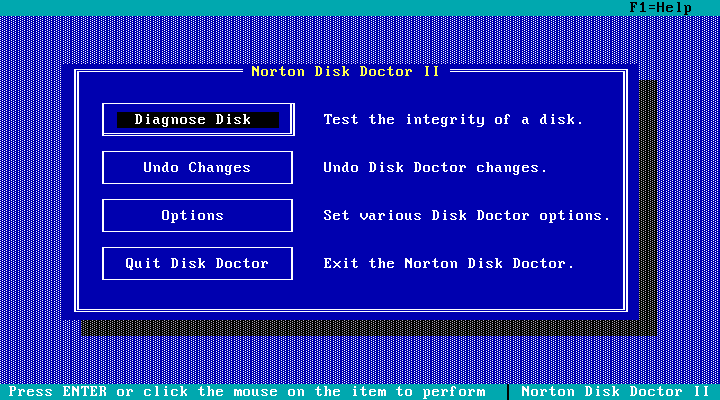 F1=Help
Norton Disk Doctor II
Diagnose Disk Test the integrity of a disk.
Undo Changes Undo Disk Doctor changes.
Options Set various Disk Doctor options.
Quit Disk Doctor Exit the Norton Disk Doctor.
Press ENTER or click the mouse on the item to perform Norton Disk Doctor II